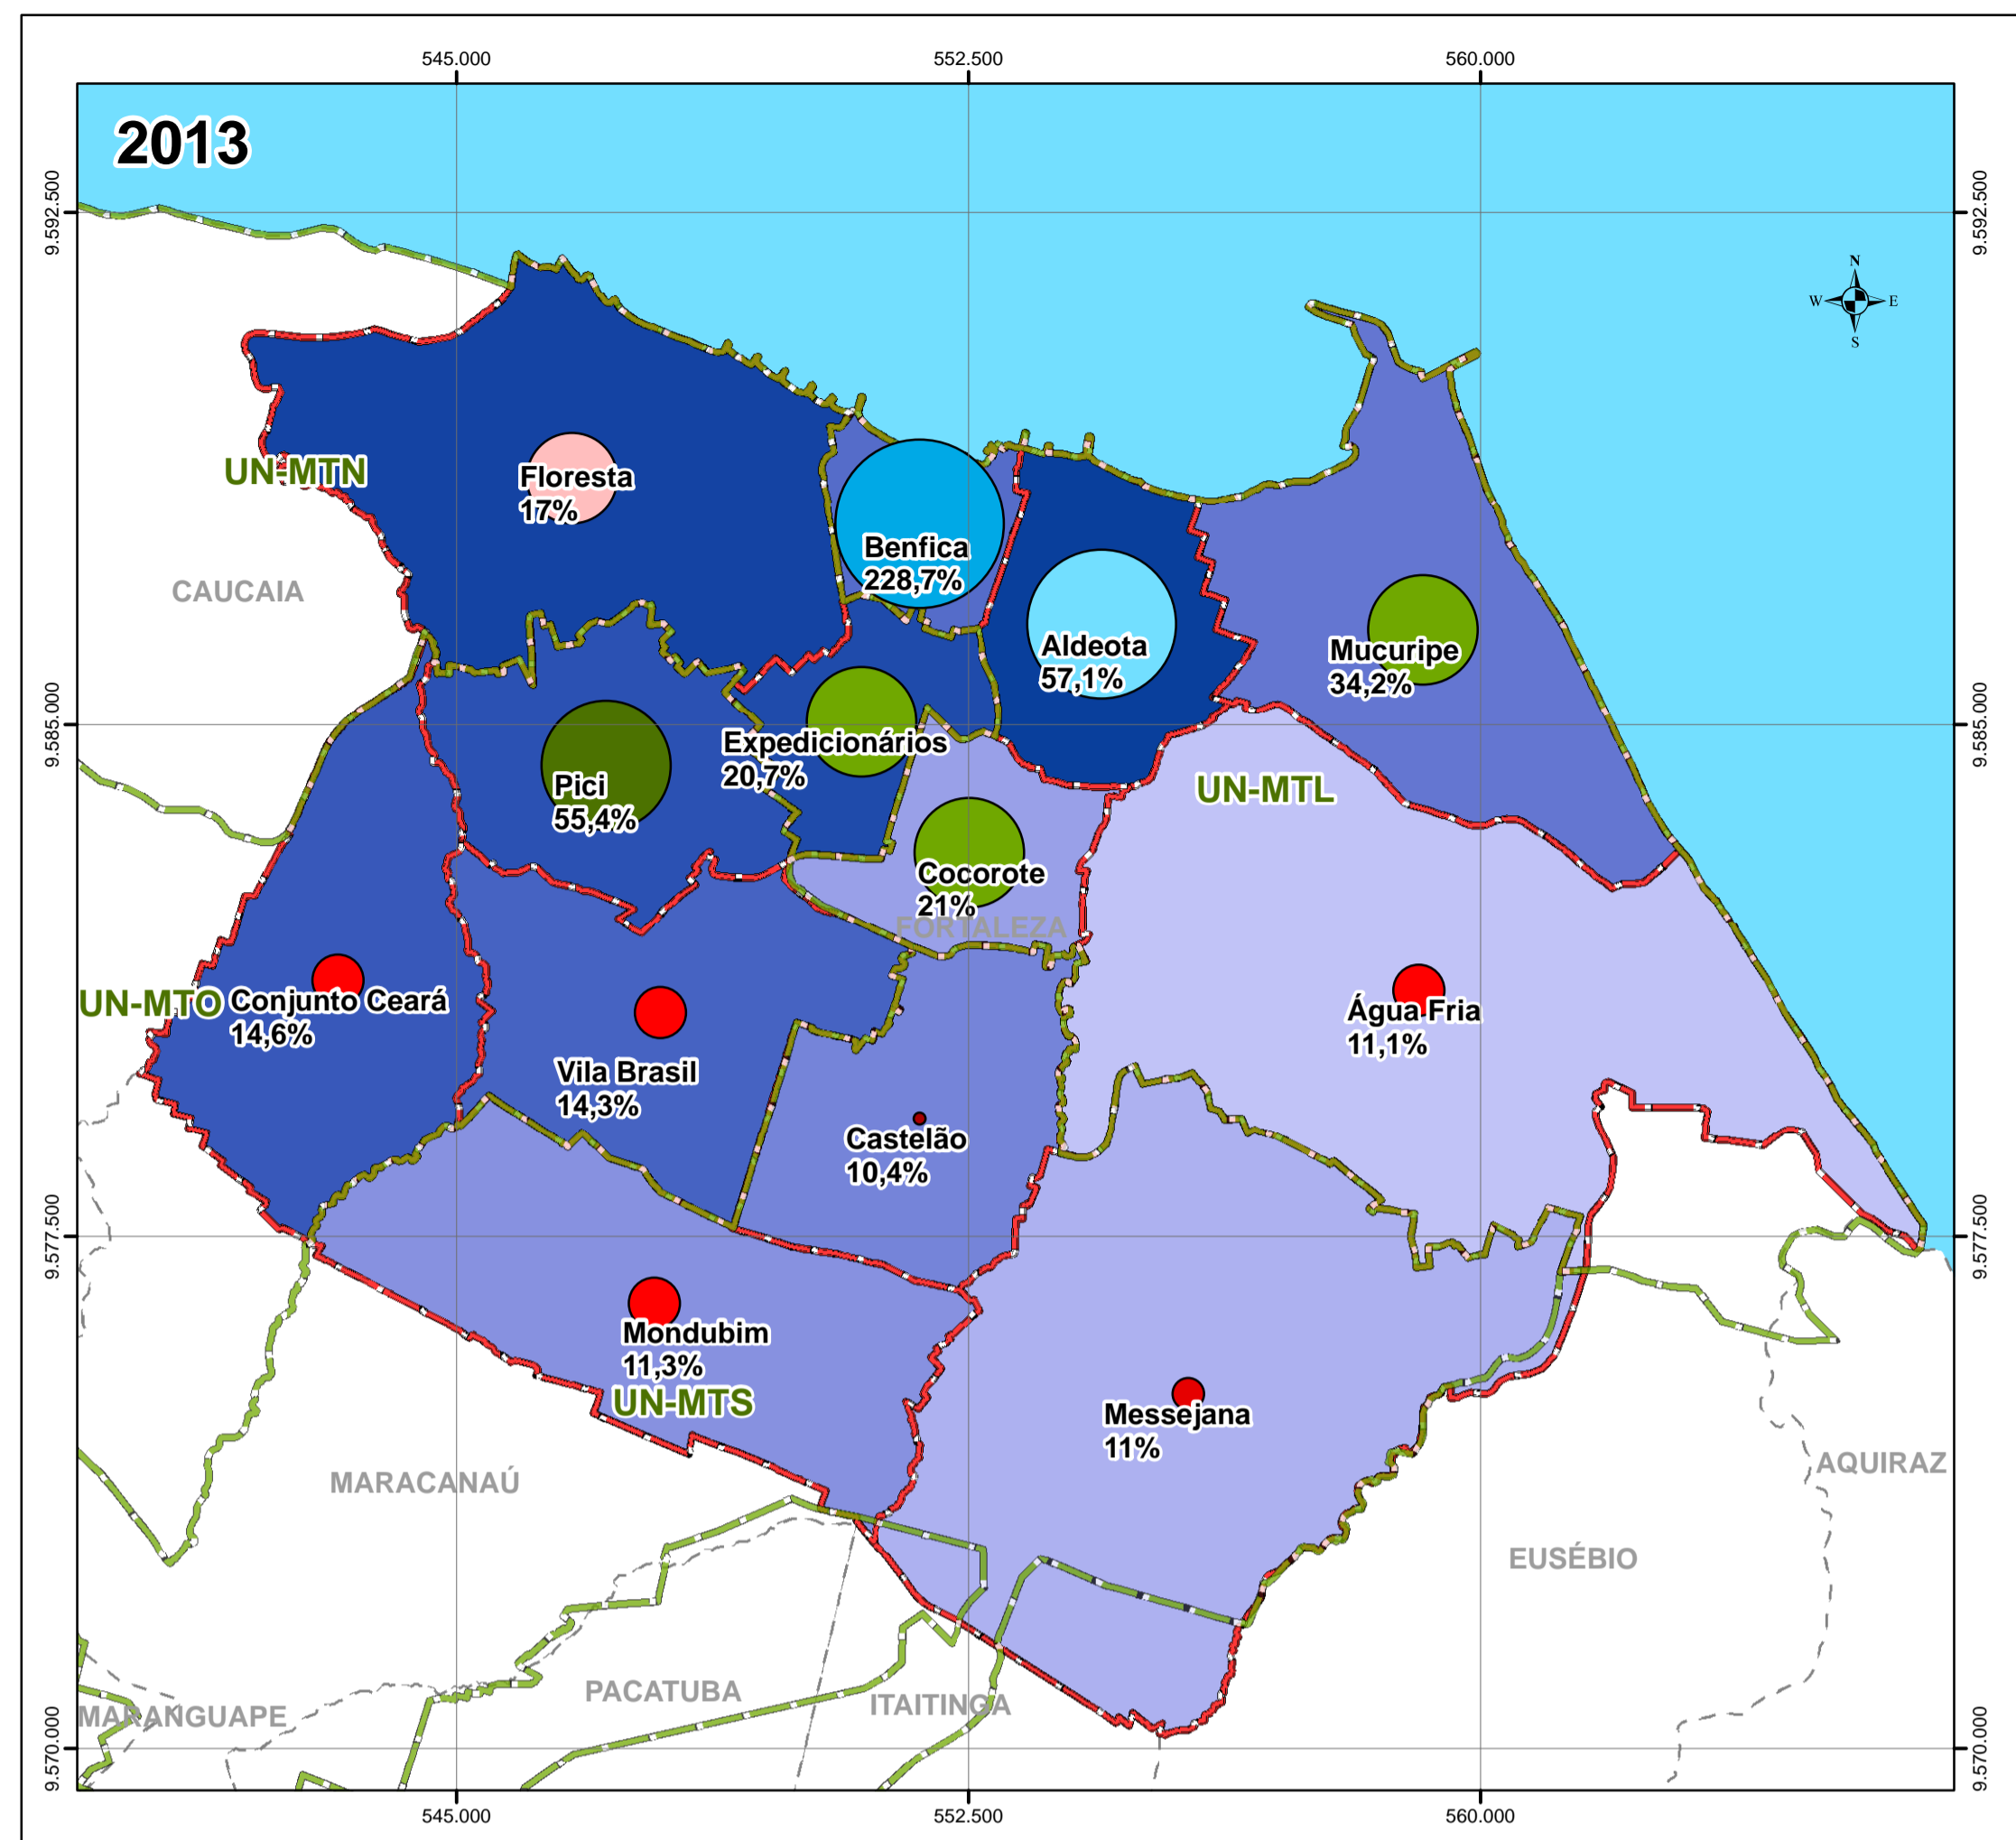 545.000 552.500 560.000
2013
9.592.500 9.592.500
N
W E
S
Floresta
17%
UN-MTN
Benfica
228,7%
CAUCAIA
Aldeota
57,1%
Mucuripe
34,2%
9.585.000 9.585.000
Expedicionários
20,7%
Pici
55,4%
UN-MTL
Cocorote
21%
FORTALEZA
UN-MTO
Conjunto Ceará
14,6%
Água Fria
11,1%
Vila Brasil
14,3%
Castelão
10,4%
9.577.500 9.577.500
Mondubim
11,3%
UN-MTS
Messejana
11%
MARACANAÚ
AQUIRAZ
EUSÉBIO
PACATUBA
ITAITINGA
MARANGUAPE
9.570.000 9.570.000
545.000 552.500 560.000